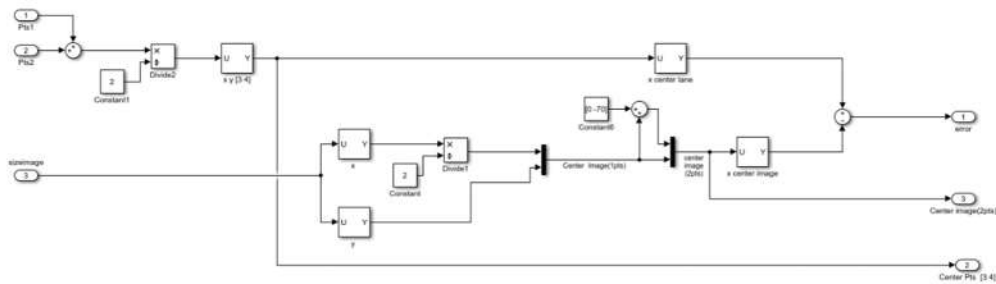 1
Pts1
2
Pts2
×
÷
Divide2
2
Constant1
U Y
x y [3 4]
U Y
x center lane
[0 -70]
Constant6
1
error
sizeimage
3
U Y
x
×
÷
Divide1
2
Constant
Center Image(1pts)
center
image
(2pts)
U Y
x center image
3
Center image(2pts)
U Y
y
2
Center Pts [3 4]